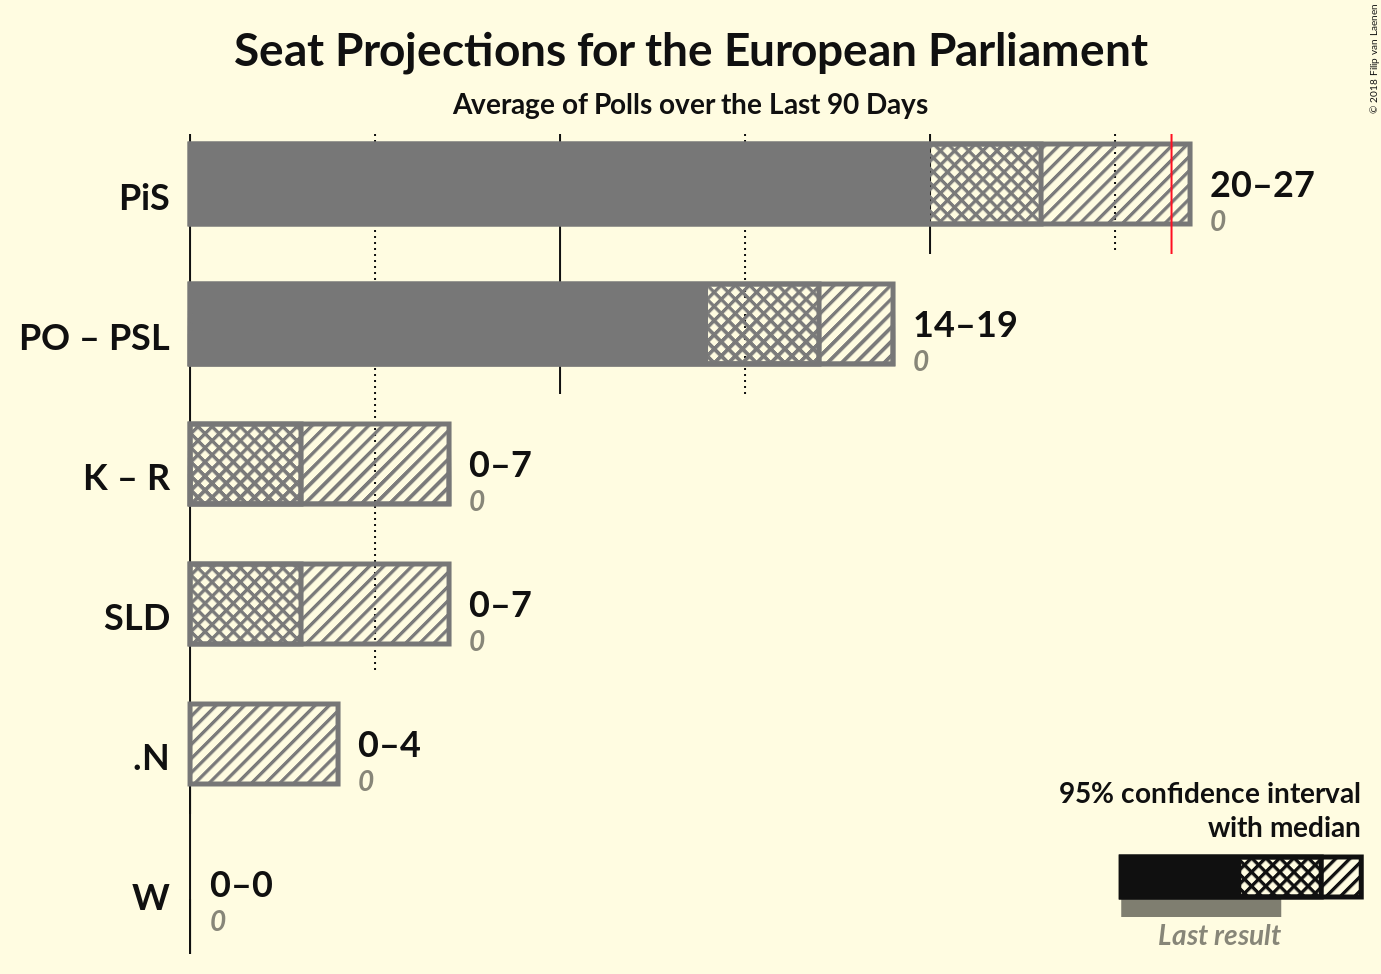 Seat Projections for the European Parliament
Average of Polls over the Last 90 Days
PiS
20–27
0
PO – PSL
14–19
0
K – R
0–7
0
SLD
0–7
0
.N
0–4
0
W
0–0
0
95% confidence interval
with median
Last result
© 2018 Filip van Laenen